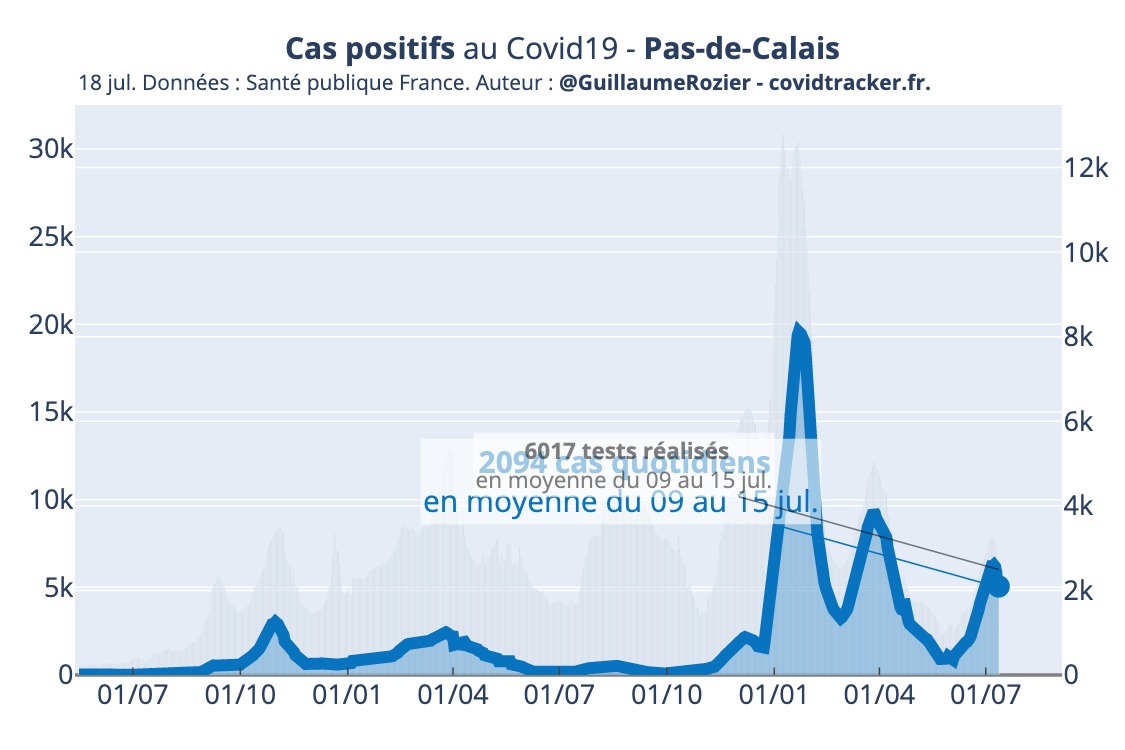 Cas positifs au Covid19 - Pas-de-Calais
18 jul. Données : Santé publique France. Auteur : @GuillaumeRozier - covidtracker.fr.
30k
25k
20k
15k
10k
5k
0
12k
10k
8k
6k
4k
2k
0
6017 tests réalisés
en moyenne du 09 au 15 jul.
2094 cas quotidiens
en moyenne du 09 au 15 jul.
01/07 01/10 01/01 01/04 01/07 01/10 01/01 01/04 01/07